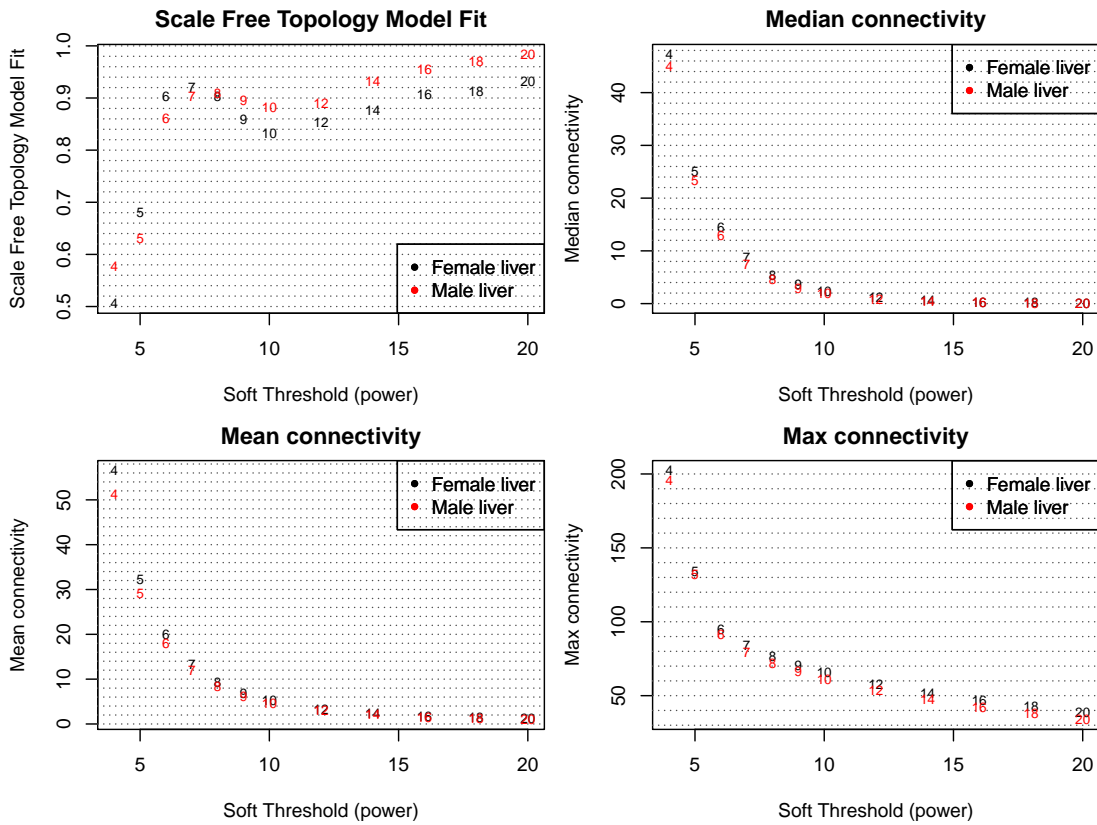 Scale Free Topology Model Fit
Scale Free Topology Model Fit
1.0
0.9
0.8
0.7
0.6
0.5
4 5 6 7 8 9 10 12 14 16 18 20
4 5 6 7 8 9 10 12 14 16 18 20
Female liver
Male liver
5 10 15 20
Soft Threshold (power)
Median connectivity
Median connectivity
40
30
20
10
0
4 5 6 7 8 9 10 12 14 16 18 20
4 5 6 7 8 9 10 12 14 16 18 20
Female liver
Male liver
5 10 15 20
Soft Threshold (power)
Mean connectivity
Mean connectivity
50
40
30
20
10
0
4 5 6 7 8 9 10 12 14 16 18 20
4 5 6 7 8 9 10 12 14 16 18 20
Female liver
Male liver
5 10 15 20
Soft Threshold (power)
Max connectivity
Max connectivity
200
150
100
50
4 5 6 7 8 9 10 12 14 16 18 20
4 5 6 7 8 9 10 12 14 16 18 20
Female liver
Male liver
5 10 15 20
Soft Threshold (power)